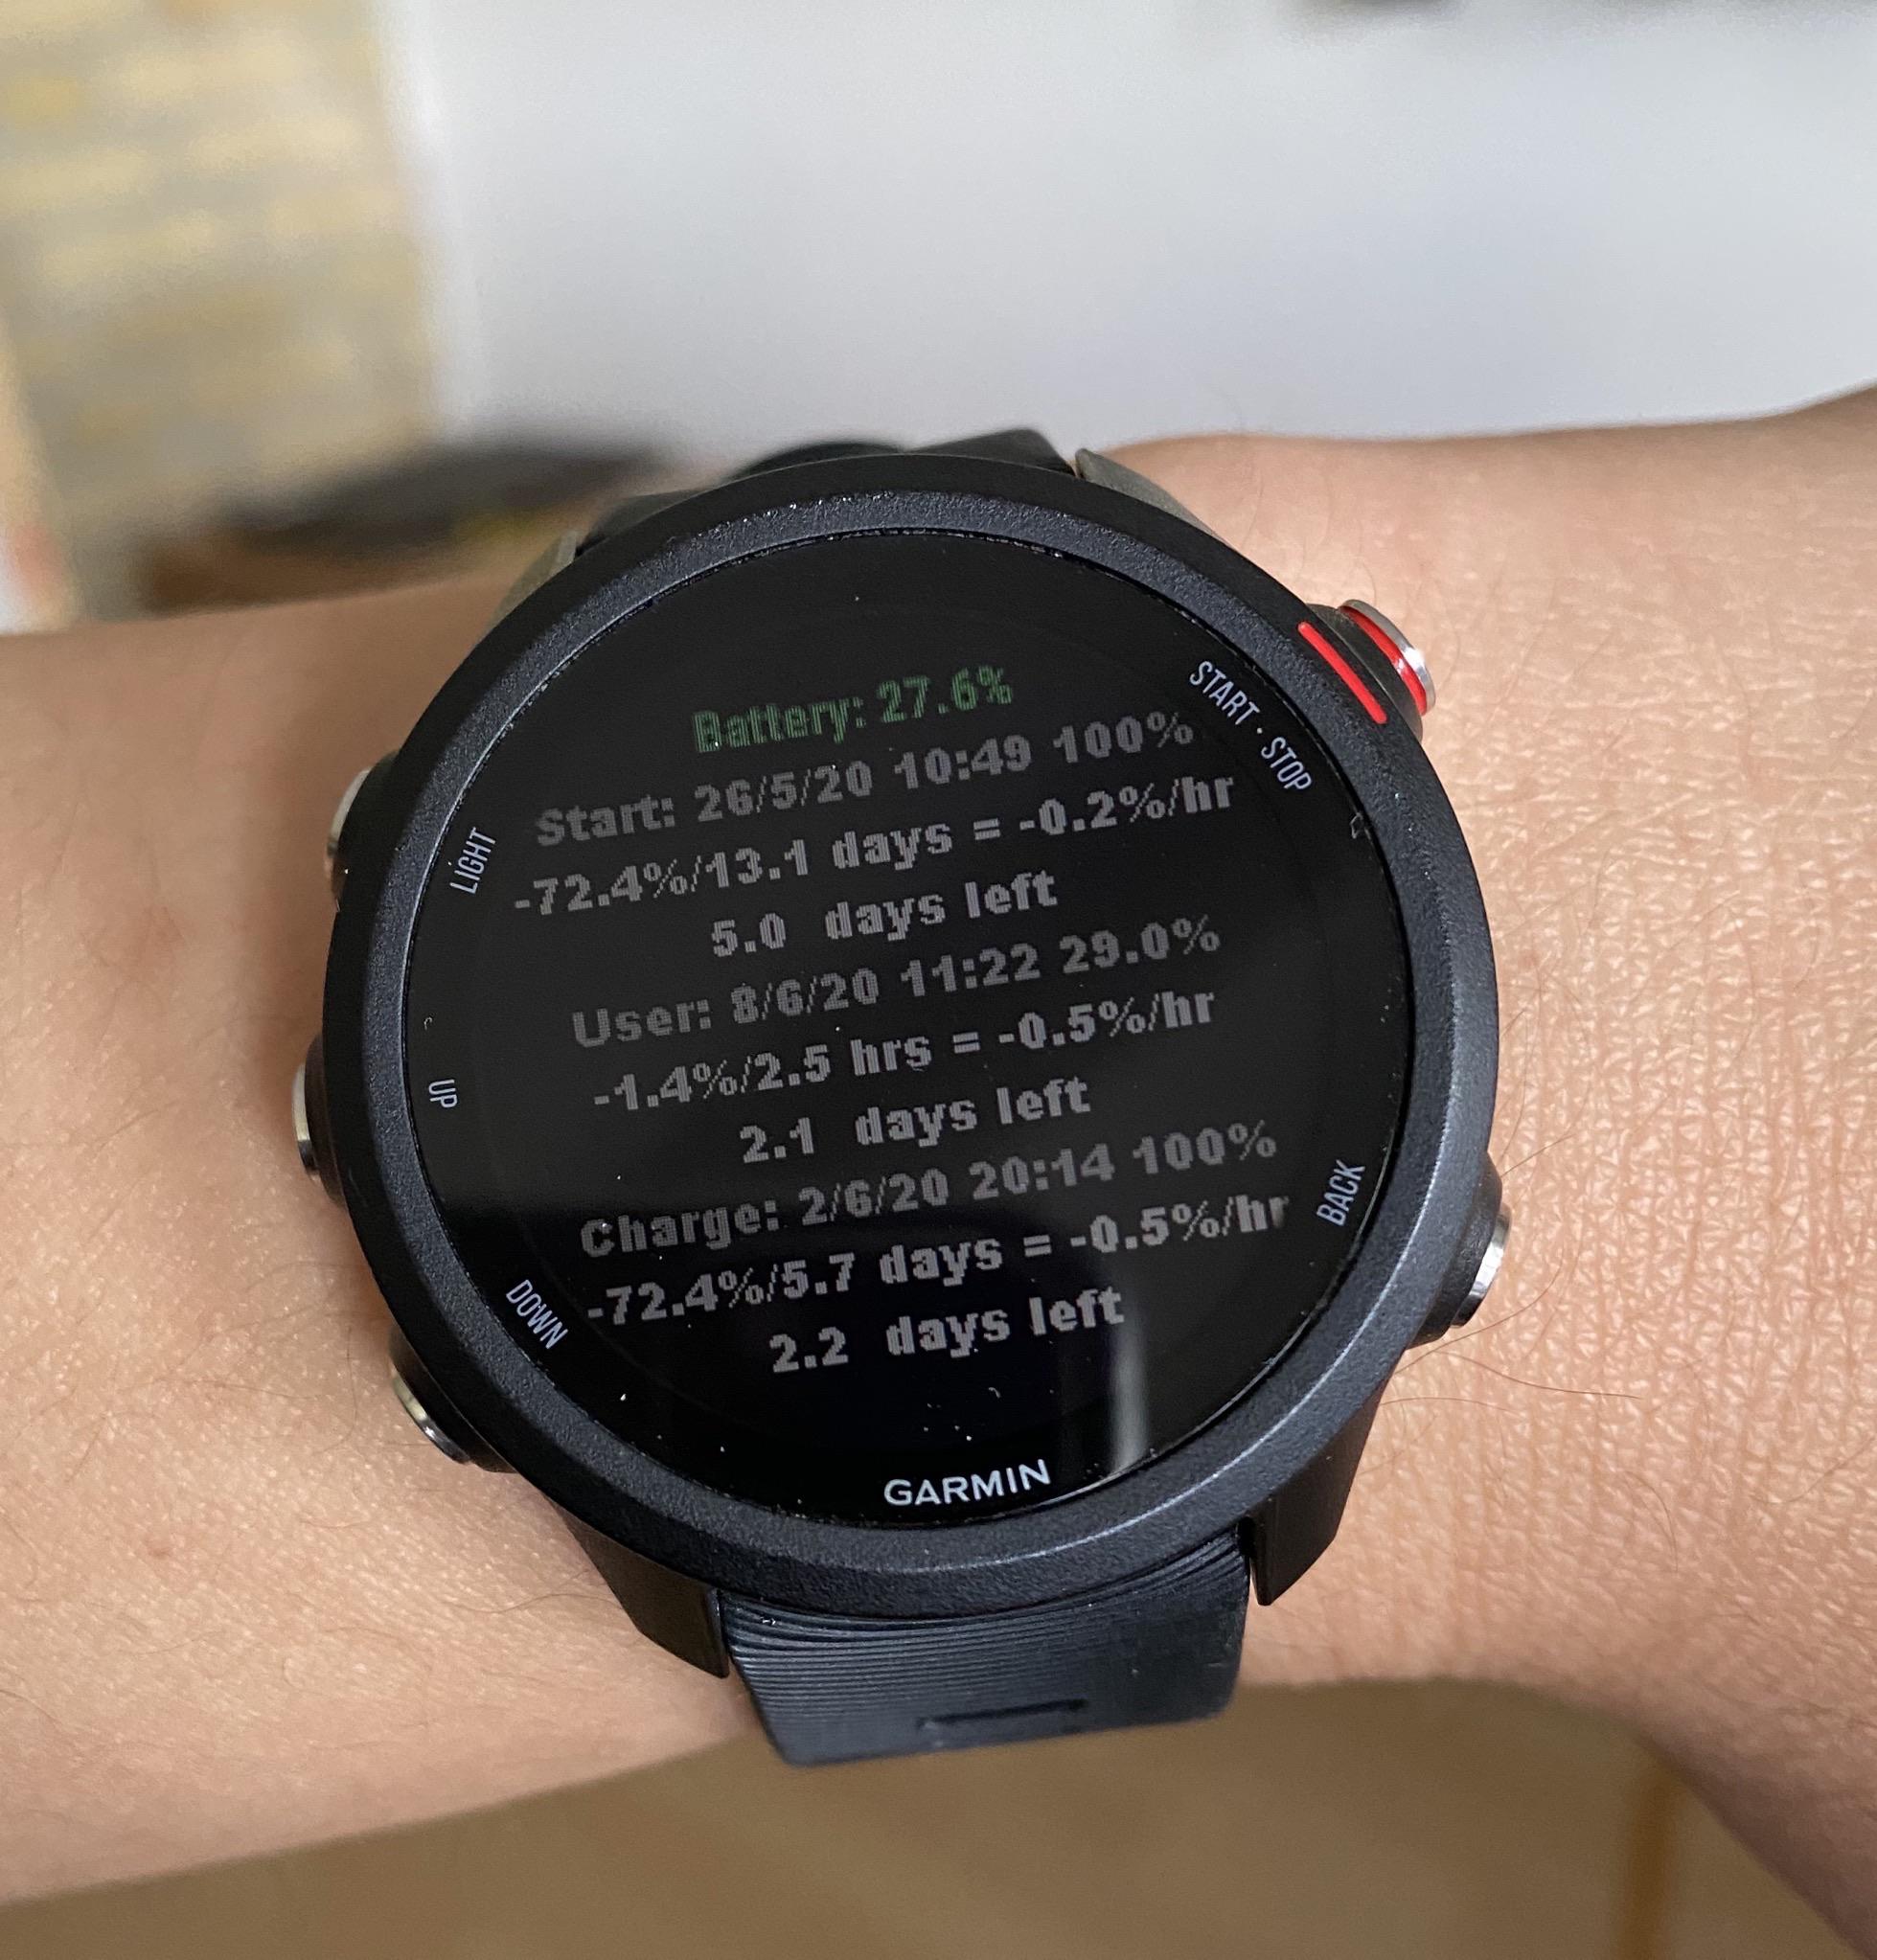 Battery: 27.6%
Start: 26/5/20 10:49 100%
-72.4%/13.1 days = -0.2%/hr
5.0 days left
User: 8/6/20 11:22 29.0%
-1.4%/2.5 hrs = -0.5%/hr
2.1 days left
Charge: 2/6/20 20:14 100%
-72.4%/5.7 days = -0.5%/hr
2.2 days left
START · STOP
LIGHT
UP
DOWN
BACK
GARMIN